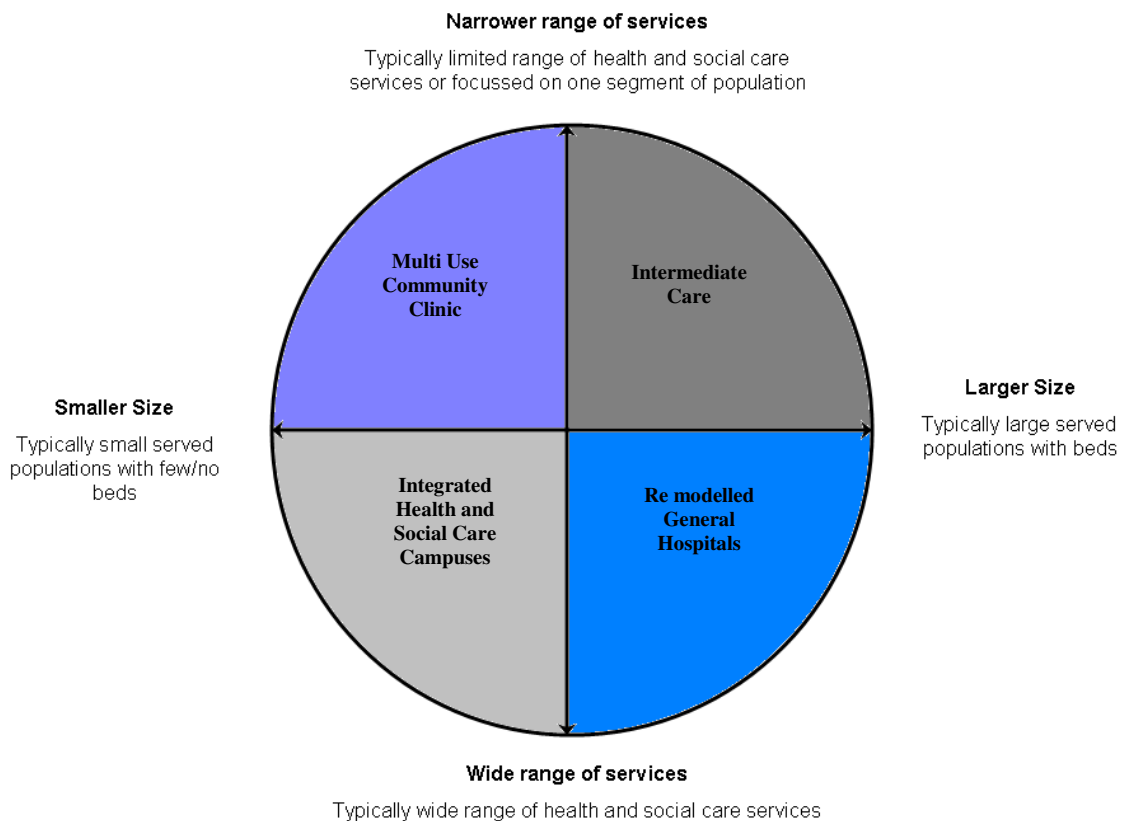 Narrower range of services
Typically limited range of health and social care
services or focussed on one segment of population
Multi Use
Community
Clinic
Intermediate
Care
Smaller Size
Typically small served
populations with few/no
beds
Larger Size
Typically large served
populations with beds
Integrated
Health and
Social Care
Campuses
Re modelled
General
Hospitals
Wide range of services
Typically wide range of health and social care services